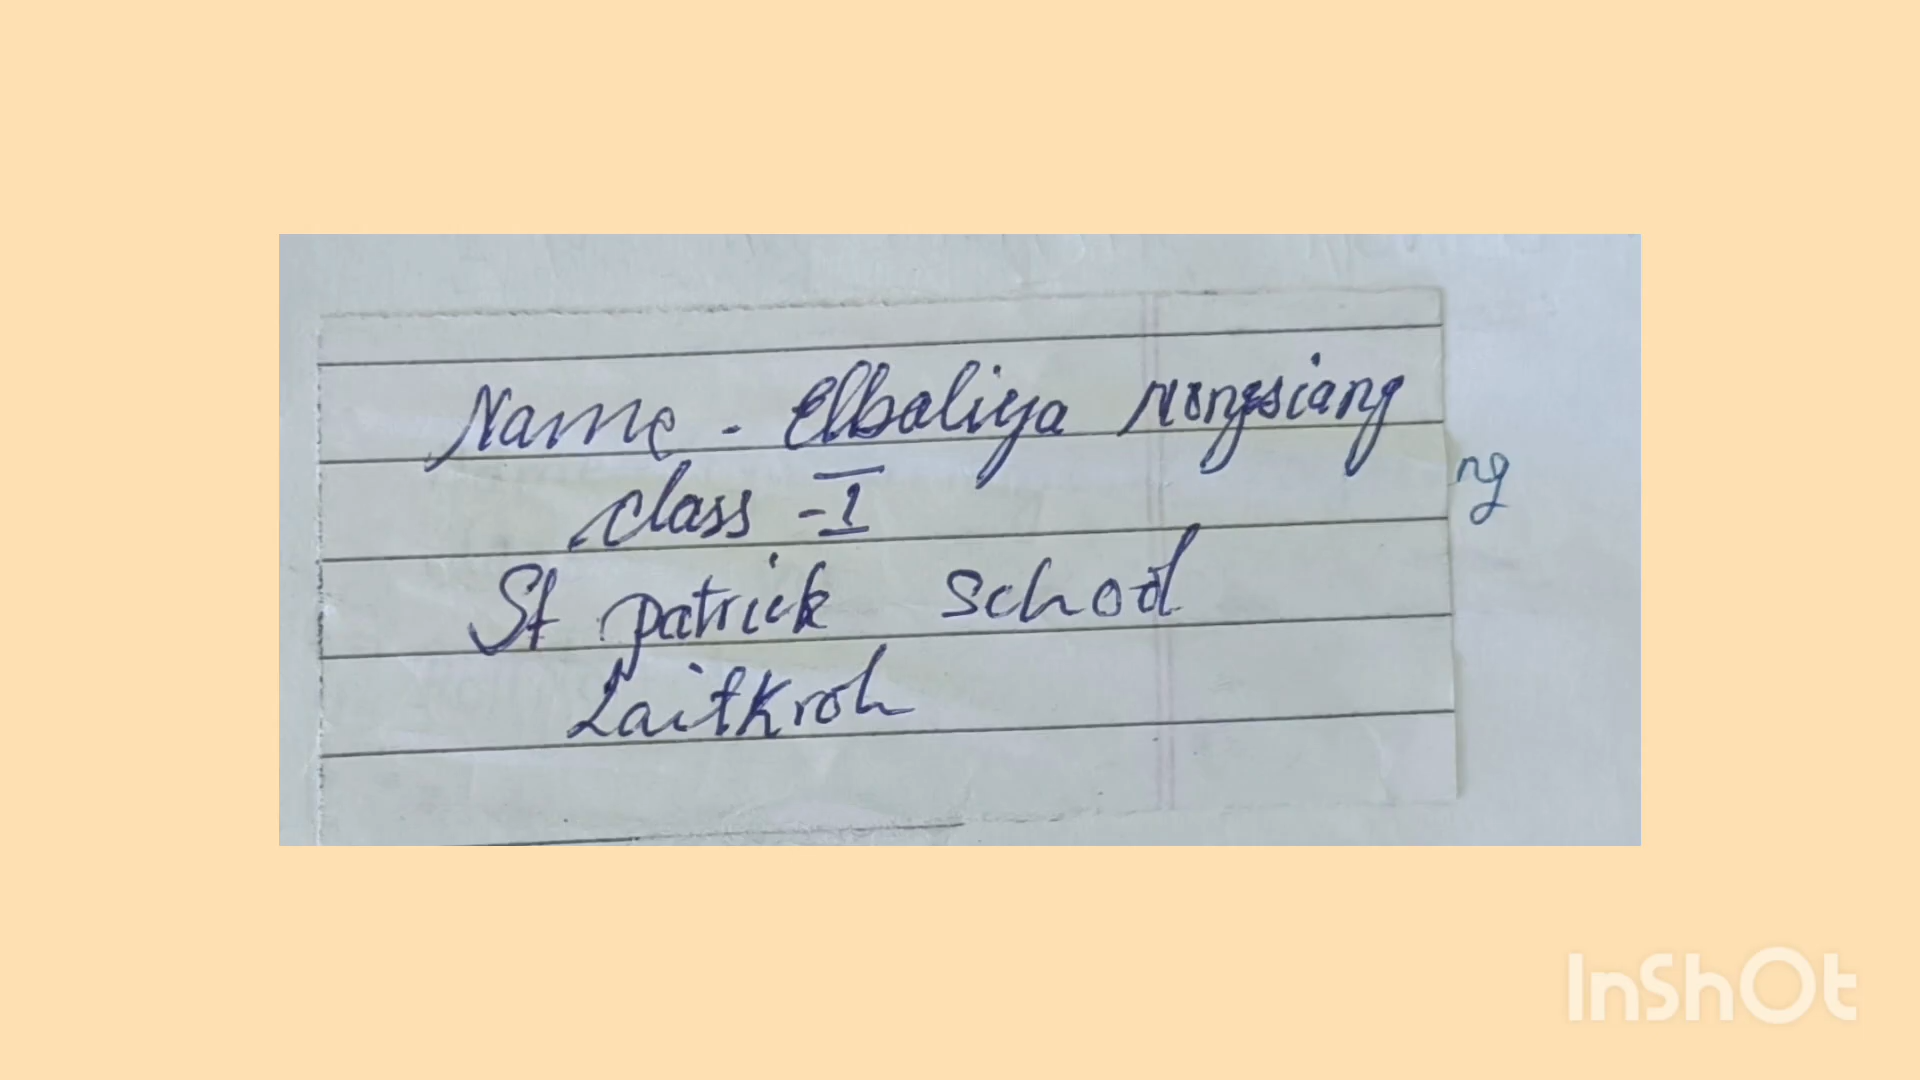 Name - Elbaliya Nongsiang
class - I
ng
St patrick School
Laitkroh
InShOt